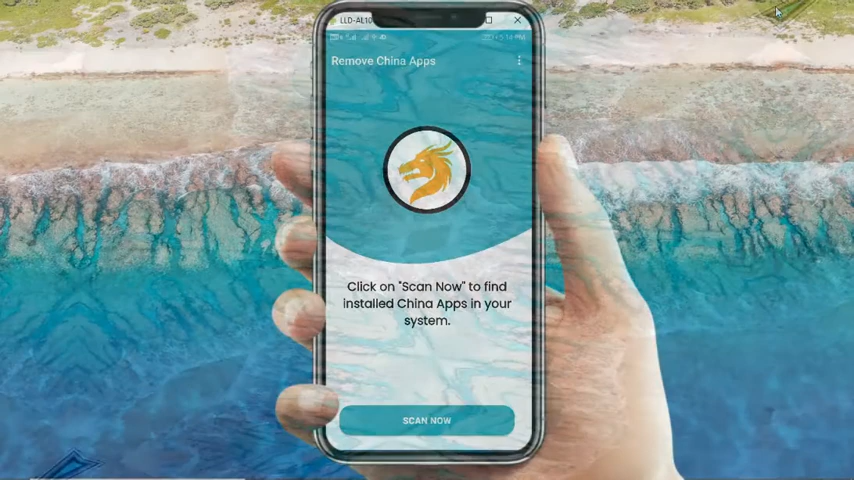 LLD-AL10
Remove China Apps
Click on "Scan Now" to find
installed China Apps in your
system.
SCAN NOW